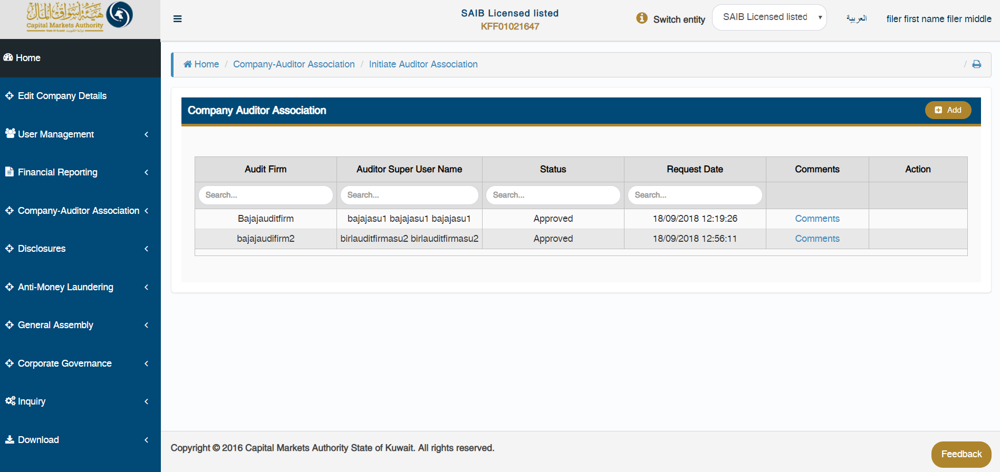 هيئة أسواق المال
Capital Markets Authority
State Of Kuwait - دولة الكويت
SAIB Licensed listed
KFF01021647
Switch entity
SAIB Licensed listed
العربية
filer first name filer middle
Home
Edit Company Details
User Management
Financial Reporting
Company-Auditor Association
Disclosures
Anti-Money Laundering
General Assembly
Corporate Governance
Inquiry
Download
Home / Company-Auditor Association / Initiate Auditor Association /
Company Auditor Association
Add
Audit Firm Auditor Super User Name Status Request Date Comments Action
Search... Search... Search... Search...
Bajajauditfirm bajajasu1 bajajasu1 bajajasu1 Approved 18/09/2018 12:19:26 Comments
bajajaudifirm2 birlauditfirmasu2 birlauditfirmasu2 Approved 18/09/2018 12:56:11 Comments
Copyright © 2016 Capital Markets Authority State of Kuwait. All rights reserved.
Feedback